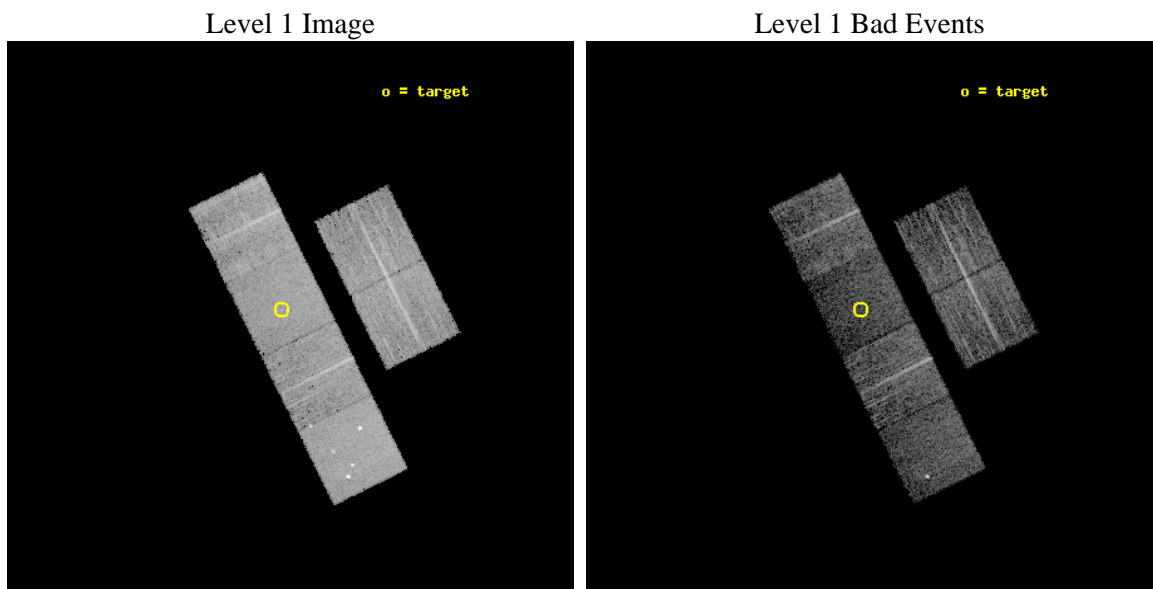 Level 1 Image
Level 1 Bad Events
o = target
o = target